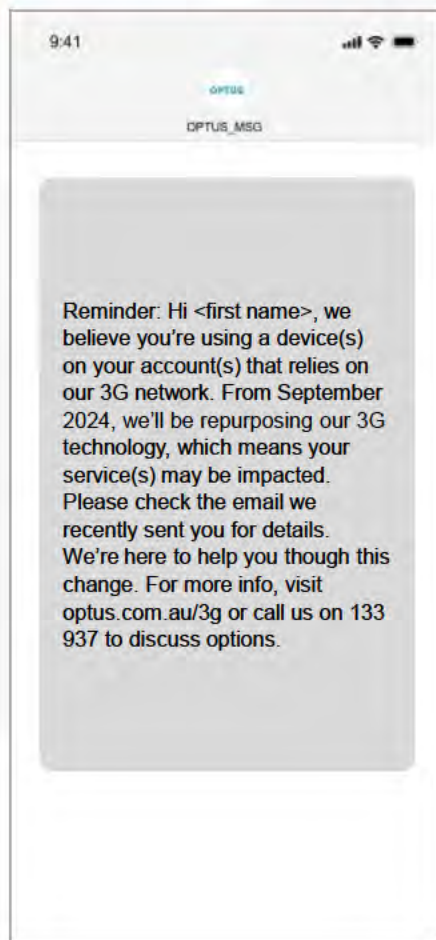 9:41
OPTUS
OPTUS_MSG
Reminder: Hi <first name>, we
believe you're using a device(s)
on your account(s) that relies on
our 3G network. From September
2024, we'll be repurposing our 3G
technology, which means your
service(s) may be impacted.
Please check the email we
recently sent you for details.
We're here to help you though this
change. For more info, visit
optus.com.au/3g or call us on 133
937 to discuss options.